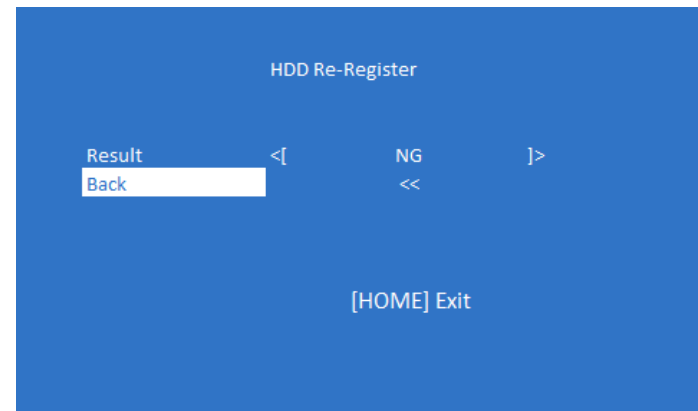 HDD Re-Register
Result <[ NG ]>
Back <<
[HOME] Exit